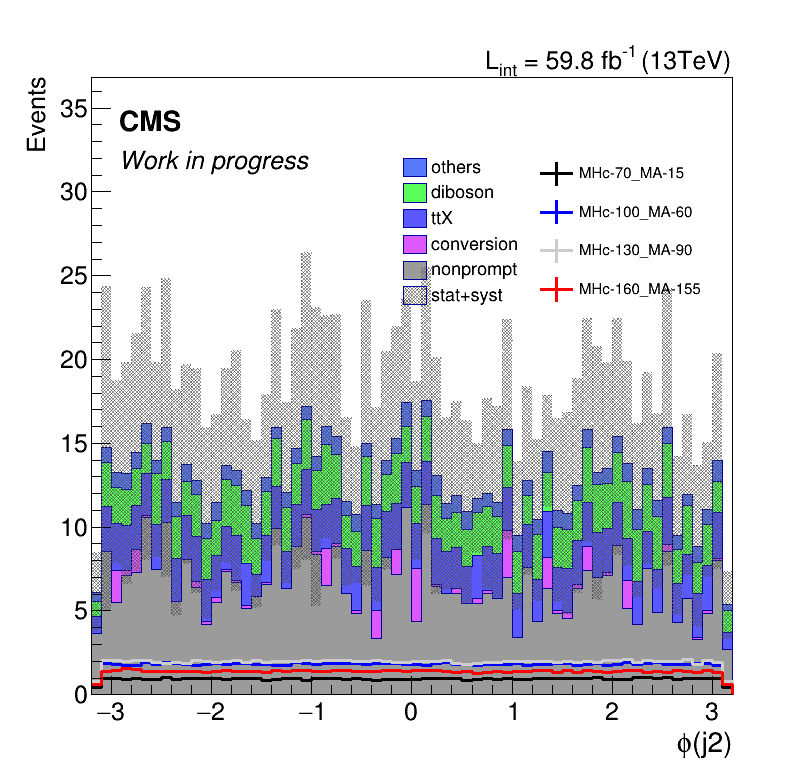 L_int = 59.8 fb^-1 (13TeV)
Events
CMS
Work in progress
others
diboson
ttX
conversion
nonprompt
stat+syst
MHc-70_MA-15
MHc-100_MA-60
MHc-130_MA-90
MHc-160_MA-155
35
30
25
20
15
10
5
0
−3
−2
−1
0
1
2
3
ϕ(j2)